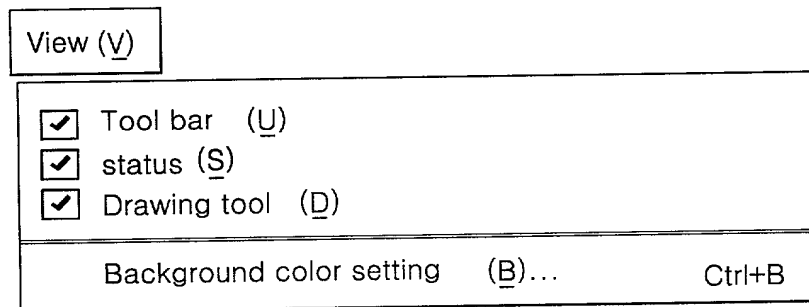 View (V)
Tool bar (U)
status (S)
Drawing tool (D)
Background color setting (B)... Ctrl+B